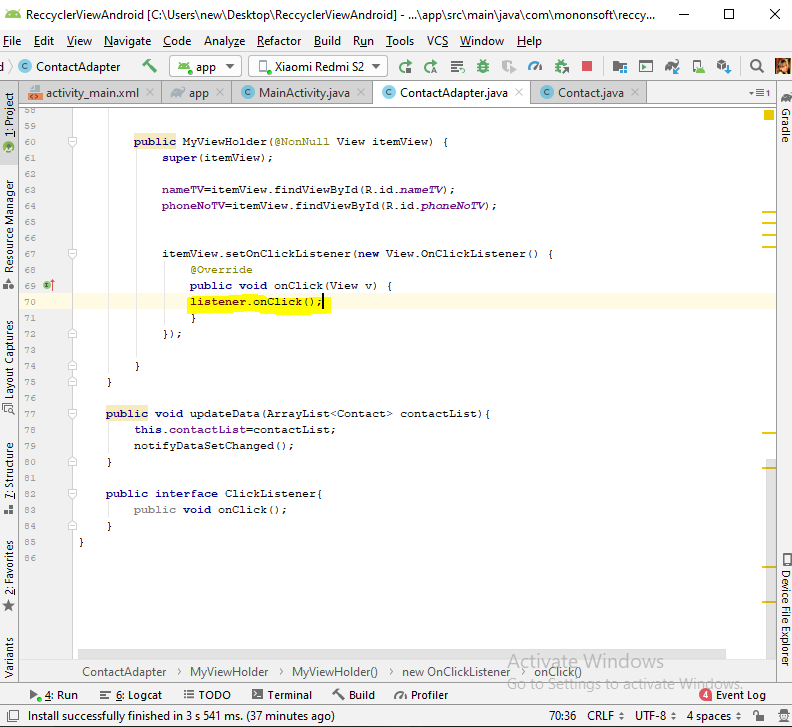 ReccyclerViewAndroid [C:\Users\new\Desktop\ReccyclerViewAndroid] - ...\app\src\main\java\com\mononsoft\reccy...
File Edit View Navigate Code Analyze Refactor Build Run Tools VCS Window Help
ContactAdapter app Xiaomi Redmi S2
activity_main.xml app MainActivity.java ContactAdapter.java Contact.java 1
58
59
60 public MyViewHolder(@NonNull View itemView) {
61 super(itemView);
62
63 nameTV=itemView.findViewById(R.id.nameTV);
64 phoneNoTV=itemView.findViewById(R.id.phoneNoTV);
65
66
67 itemView.setOnClickListener(new View.OnClickListener() {
68 @Override
69 public void onClick(View v) {
70 listener.onClick();
71 }
72 });
73
74 }
75 }
76
77 public void updateData(ArrayList<Contact> contactList){
78 this.contactList=contactList;
79 notifyDataSetChanged();
80 }
81
82 public interface ClickListener{
83 public void onClick();
84 }
85 }
86
1: Project
Resource Manager
Layout Captures
7: Structure
2: Favorites
Variants
Gradle
Device File Explorer
Activate Windows
Go to Settings to activate Windows.
ContactAdapter MyViewHolder MyViewHolder() new OnClickListener onClick()
4: Run 6: Logcat TODO Terminal Build Profiler 4 Event Log
Install successfully finished in 3 s 541 ms. (37 minutes ago) 70:36 CRLF UTF-8 4 spaces